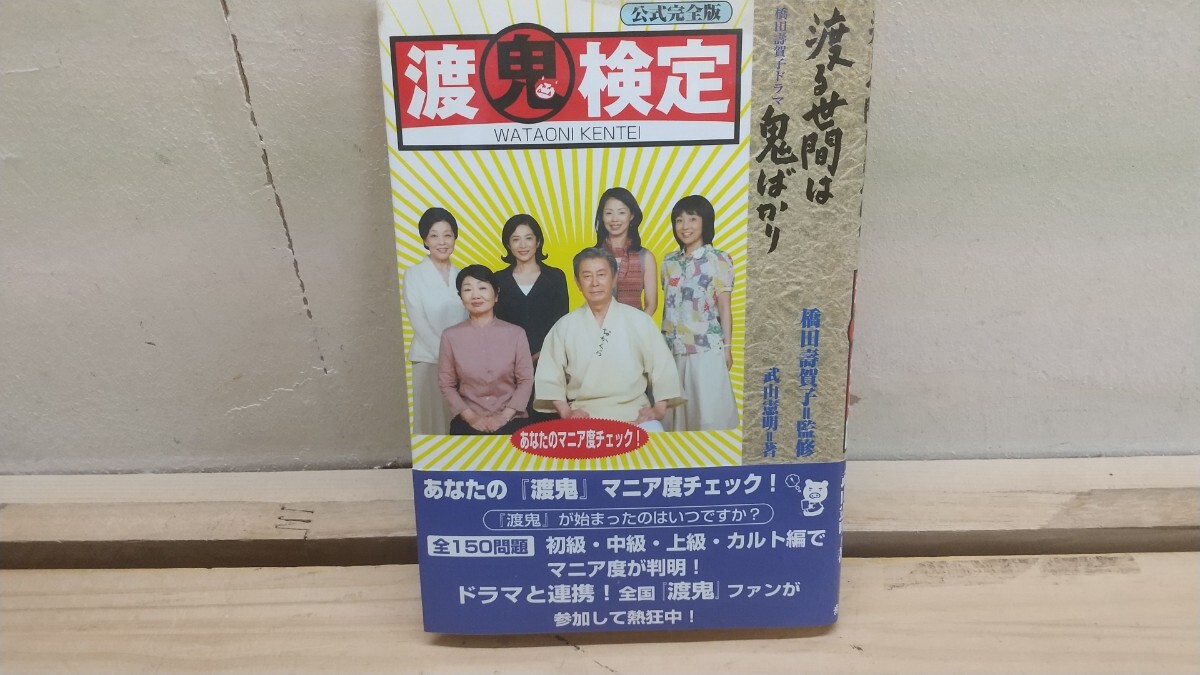 公式完全版
渡鬼検定
WATAONI KENTEI
橋田壽賀子ドラマ
渡る世間は
鬼ばかり
橋田壽賀子=監修
武山憲明=著
おかくら
あなたのマニア度チェック!
あなたの『渡鬼』マニア度チェック!
『渡鬼』が始まったのはいつですか?
全150問題 初級・中級・上級・カルト編で
マニア度が判明!
ドラマと連携!全国『渡鬼』ファンが
参加して熱狂中!